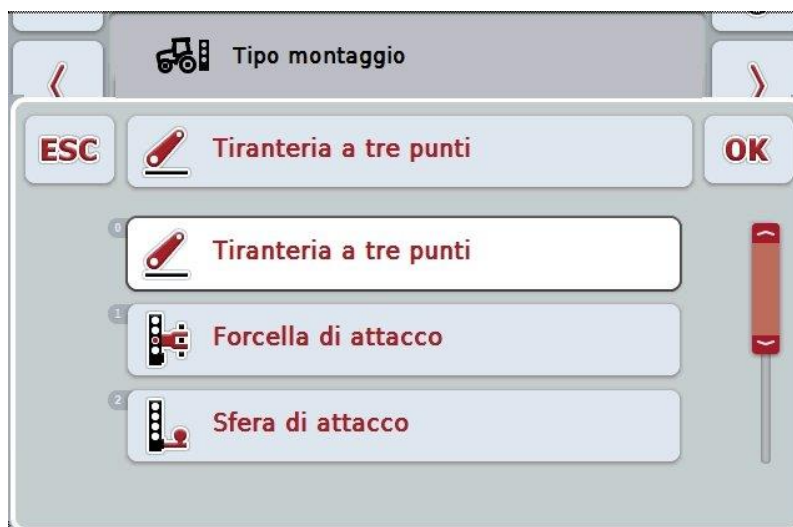 Tipo montaggio
ESC
Tiranteria a tre punti
OK
0
Tiranteria a tre punti
1
Forcella di attacco
2
Sfera di attacco